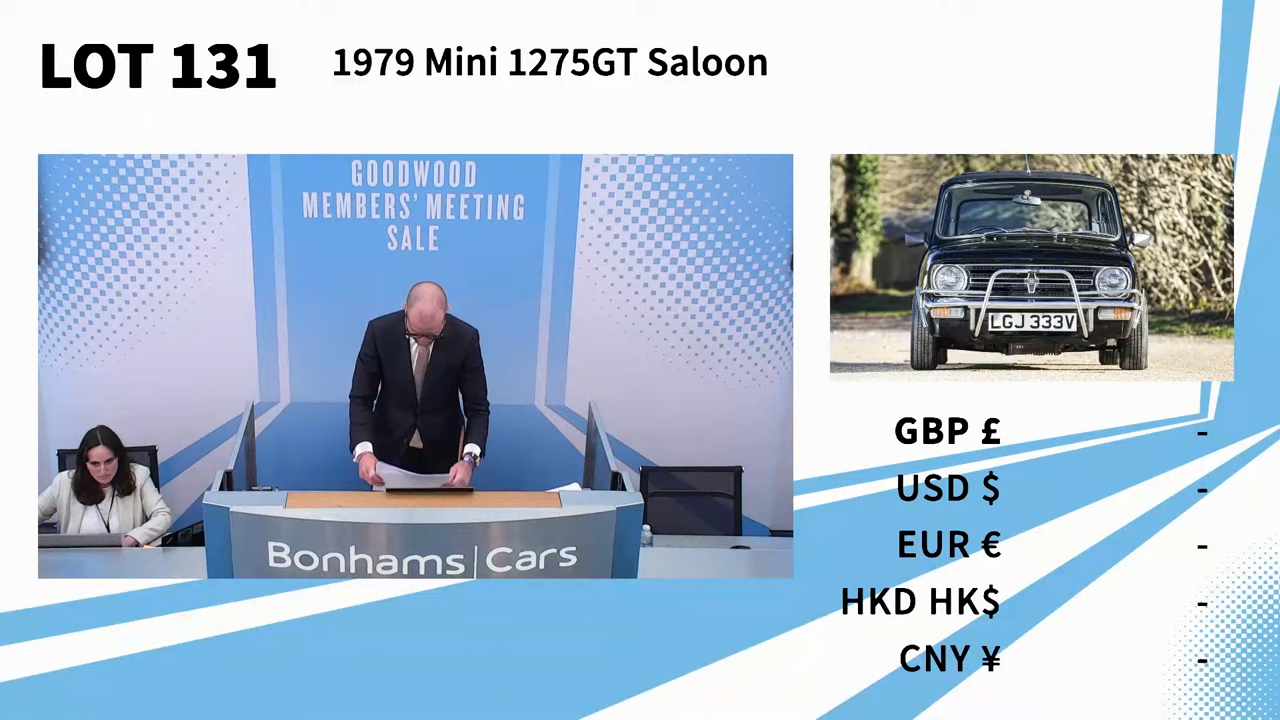 LOT 131
1979 Mini 1275GT Saloon
GOODWOOD
MEMBERS' MEETING
SALE
Bonhams|Cars
LGJ 333V
GBP £ -
USD $ -
EUR € -
HKD HK$ -
CNY ¥ -